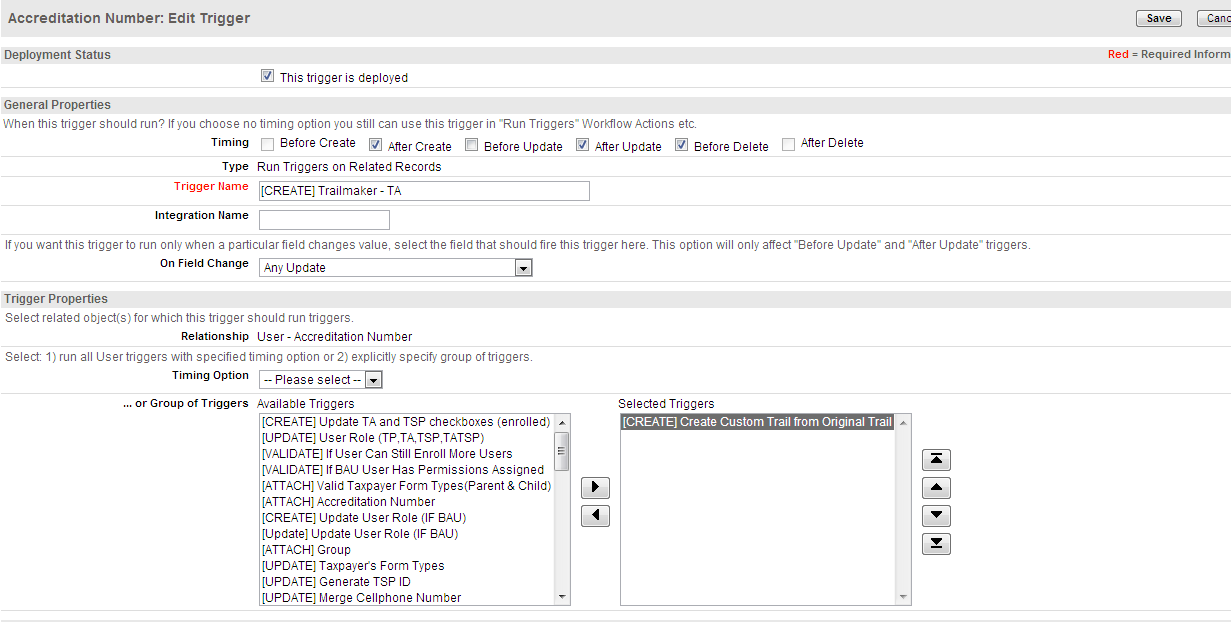 Accreditation Number: Edit Trigger
Save
Canc
Deployment Status
Red = Required Inform
This trigger is deployed
General Properties
When this trigger should run? If you choose no timing option you still can use this trigger in "Run Triggers" Workflow Actions etc.
Timing Before Create After Create Before Update After Update Before Delete After Delete
Type Run Triggers on Related Records
Trigger Name [CREATE] Trailmaker - TA
Integration Name
If you want this trigger to run only when a particular field changes value, select the field that should fire this trigger here. This option will only affect "Before Update" and "After Update" triggers.
On Field Change Any Update
Trigger Properties
Select related object(s) for which this trigger should run triggers.
Relationship User - Accreditation Number
Select: 1) run all User triggers with specified timing option or 2) explicitly specify group of triggers.
Timing Option -- Please select --
... or Group of Triggers Available Triggers
[CREATE] Update TA and TSP checkboxes (enrolled)
[UPDATE] User Role (TP,TA,TSP,TATSP)
[VALIDATE] If User Can Still Enroll More Users
[VALIDATE] If BAU User Has Permissions Assigned
[ATTACH] Valid Taxpayer Form Types(Parent & Child)
[ATTACH] Accreditation Number
[CREATE] Update User Role (IF BAU)
[Update] Update User Role (IF BAU)
[ATTACH] Group
[UPDATE] Taxpayer's Form Types
[UPDATE] Generate TSP ID
[UPDATE] Merge Cellphone Number
Selected Triggers
[CREATE] Create Custom Trail from Original Trail